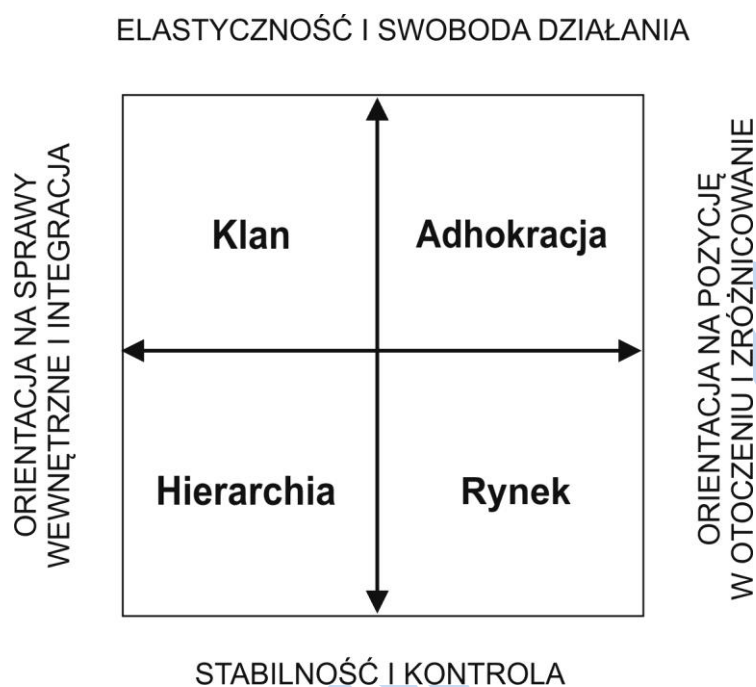 ELASTYCZNOŚĆ I SWOBODA DZIAŁANIA
ORIENTACJA NA SPRAWY
WEWNĘTRZNE I INTEGRACJA
Klan
Adhokracja
Hierarchia
Rynek
ORIENTACJA NA POZYCJĘ
W OTOCZENIU I ZRÓŻNICOWANIE
STABILNOŚĆ I KONTROLA